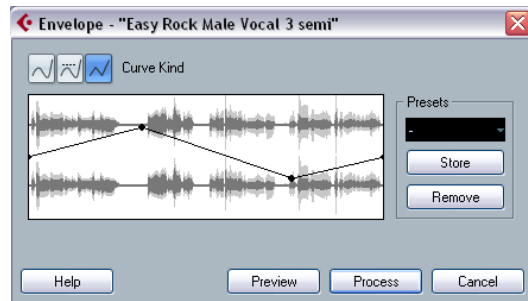 Envelope - "Easy Rock Male Vocal 3 semi"
Curve Kind
Presets
-
Store
Remove
Help
Preview
Process
Cancel